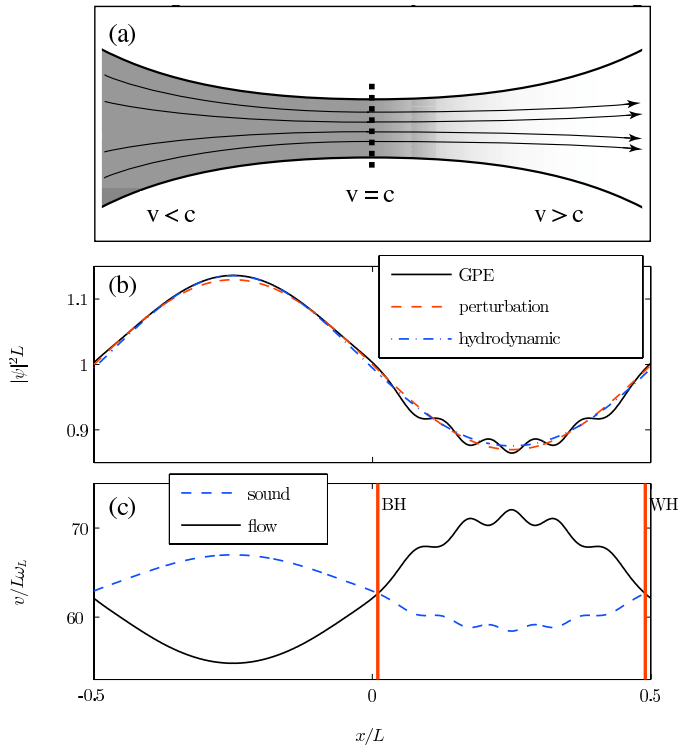 (a)
v = c
v < c
v > c
(b)
GPE
perturbation
hydrodynamic
1.1
1
0.9
|ψ|²L
(c)
sound
flow
BH
WH
70
60
v/Lω_L
-0.5
0
0.5
x/L